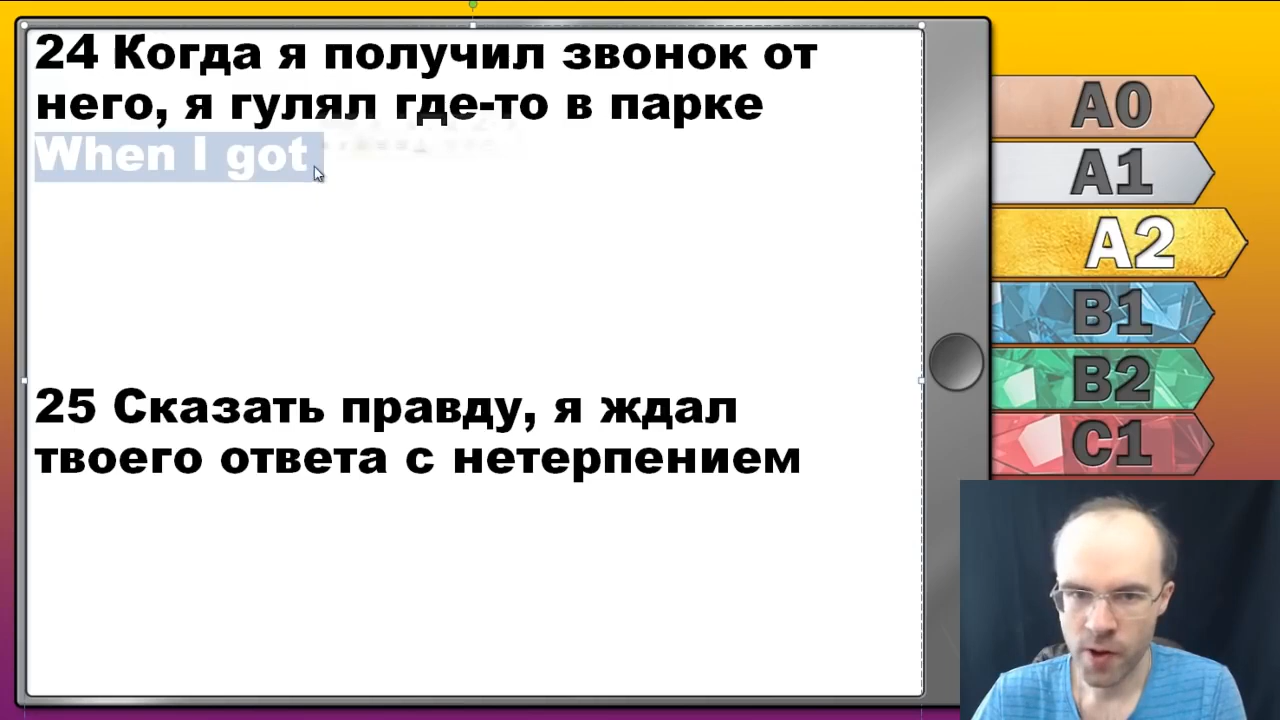 24 Когда я получил звонок от
него, я гулял где-то в парке
When I got
25 Сказать правду, я ждал
твоего ответа с нетерпением
A0
A1
A2
B1
B2
C1